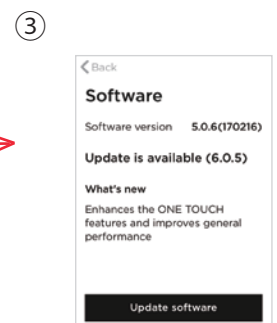 ③
Back
Software
Software version 5.0.6(170216)
Update is available (6.0.5)
What's new
Enhances the ONE TOUCH
features and improves general
performance
Update software